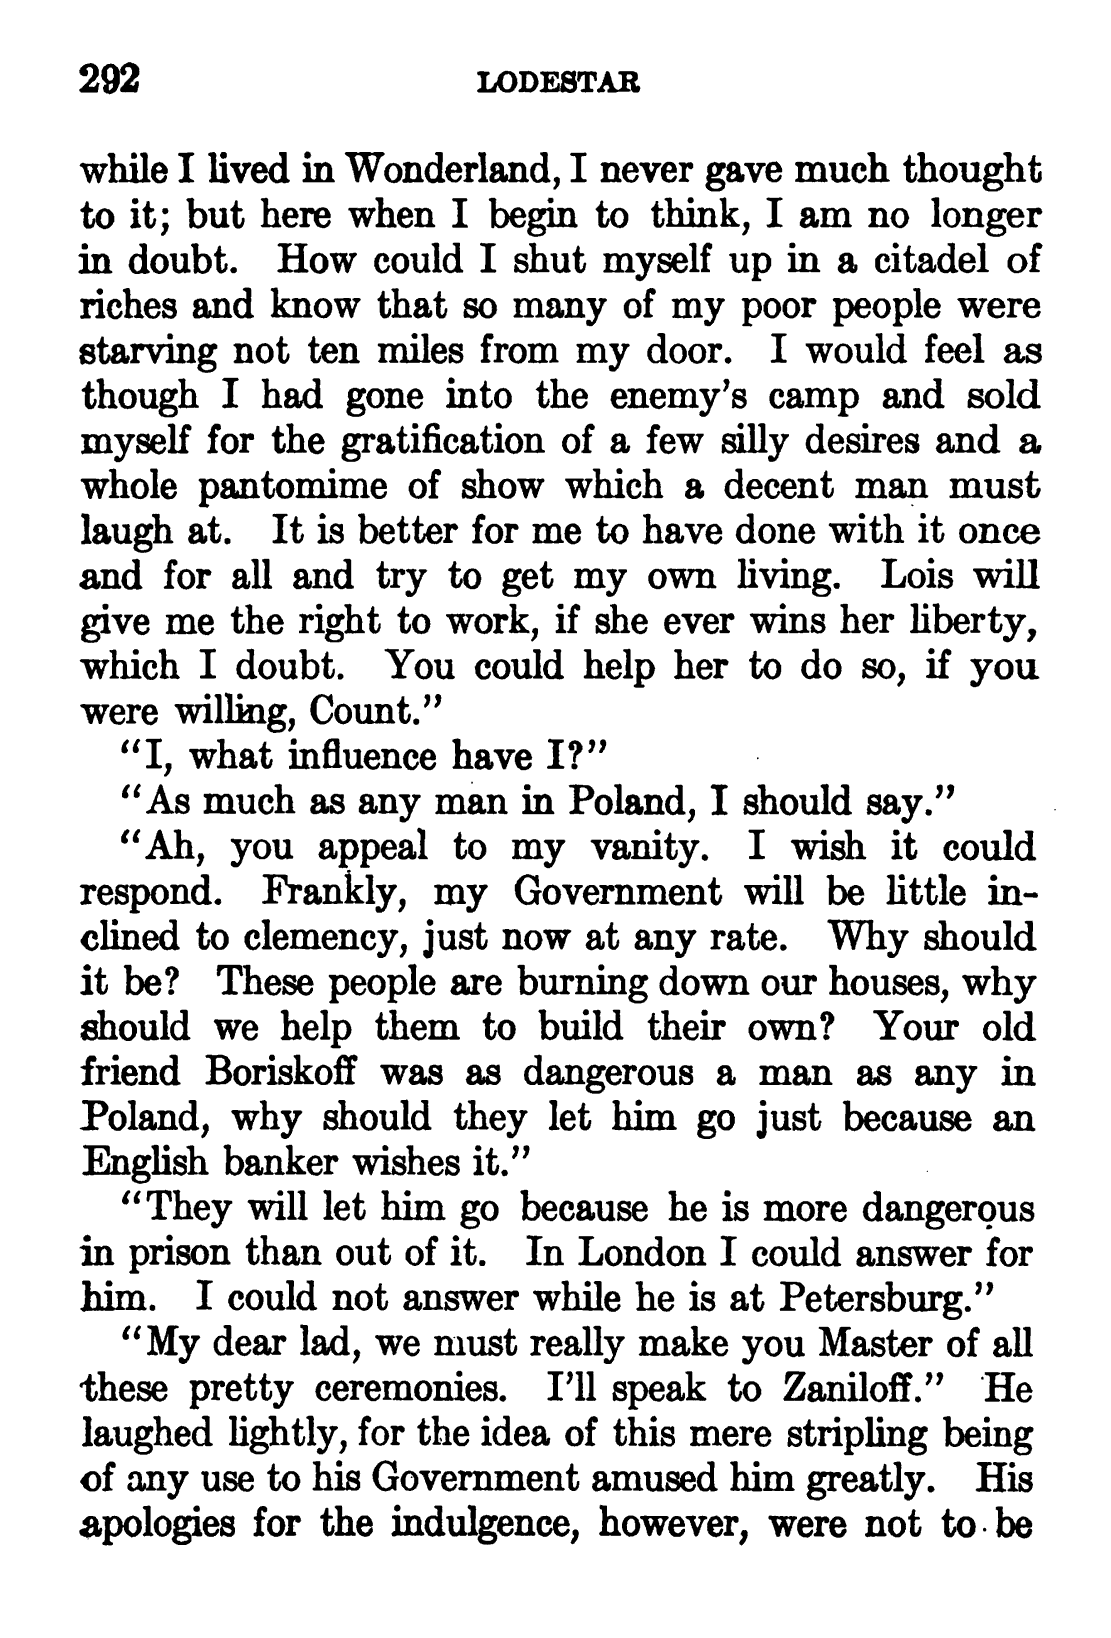 292 LODESTAR
while I lived in Wonderland, I never gave much thought
to it; but here when I begin to think, I am no longer
in doubt. How could I shut myself up in a citadel of
riches and know that so many of my poor people were
starving not ten miles from my door. I would feel as
though I had gone into the enemy's camp and sold
myself for the gratification of a few silly desires and a
whole pantomime of show which a decent man must
laugh at. It is better for me to have done with it once
and for all and try to get my own living. Lois will
give me the right to work, if she ever wins her liberty,
which I doubt. You could help her to do so, if you
were willing, Count."
"I, what influence have I?"
"As much as any man in Poland, I should say."
"Ah, you appeal to my vanity. I wish it could
respond. Frankly, my Government will be little in-
clined to clemency, just now at any rate. Why should
it be? These people are burning down our houses, why
should we help them to build their own? Your old
friend Boriskoff was as dangerous a man as any in
Poland, why should they let him go just because an
English banker wishes it."
"They will let him go because he is more dangerous
in prison than out of it. In London I could answer for
him. I could not answer while he is at Petersburg."
"My dear lad, we must really make you Master of all
these pretty ceremonies. I'll speak to Zaniloff." He
laughed lightly, for the idea of this mere stripling being
of any use to his Government amused him greatly. His
apologies for the indulgence, however, were not to be